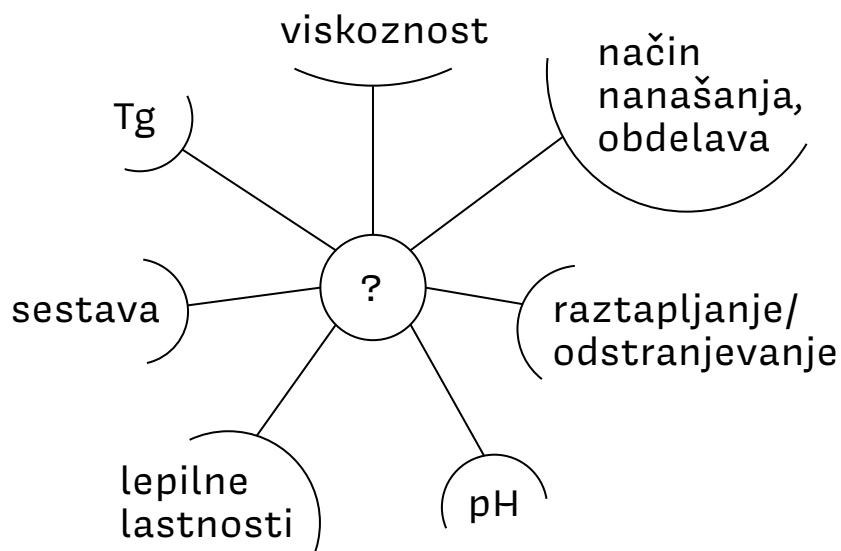 viskoznost
način
nanašanja,
obdelava
Tg
?
sestava
raztapljanje/
odstranjevanje
lepilne
lastnosti
pH